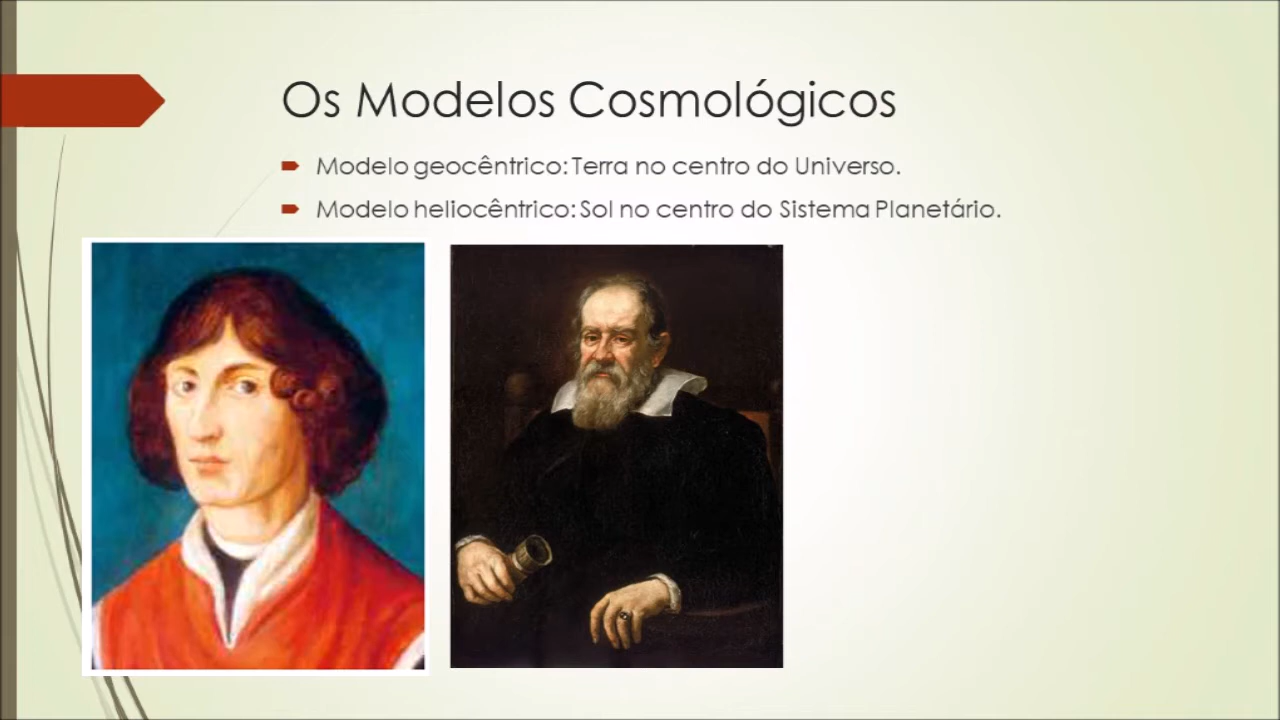 Os Modelos Cosmológicos
Modelo geocêntrico: Terra no centro do Universo.
Modelo heliocêntrico: Sol no centro do Sistema Planetário.